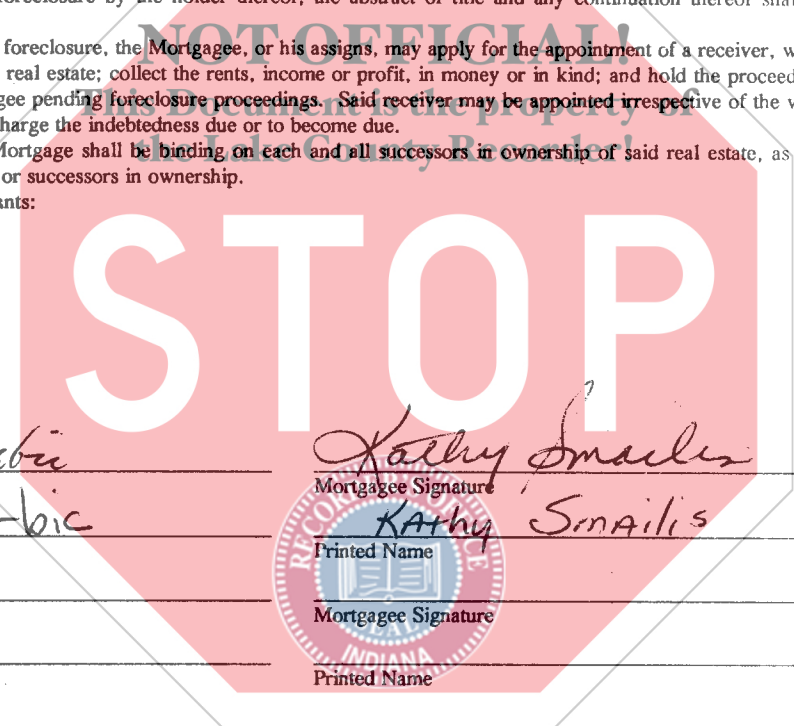 foreclosure by the holder thereof, the abstract of title and any continuation thereof shall
NOT OFFICIAL!
foreclosure, the Mortgagee, or his assigns, may apply for the appointment of a receiver, w
real estate; collect the rents, income or profit, in money or in kind; and hold the proceed
This Document is the property of
gee pending foreclosure proceedings. Said receiver may be appointed irrespective of the v
harge the indebtedness due or to become due.
the Lake County Recorder!
Mortgage shall be binding on each and all successors in ownership of said real estate, as
or successors in ownership.
ants:
STOP
Kathy Smailis
Mortgagee Signature
-bic
KAthy SmAilis
Printed Name
RECORDER'S OFFICE
Mortgagee Signature
SEAL
INDIANA
Printed Name